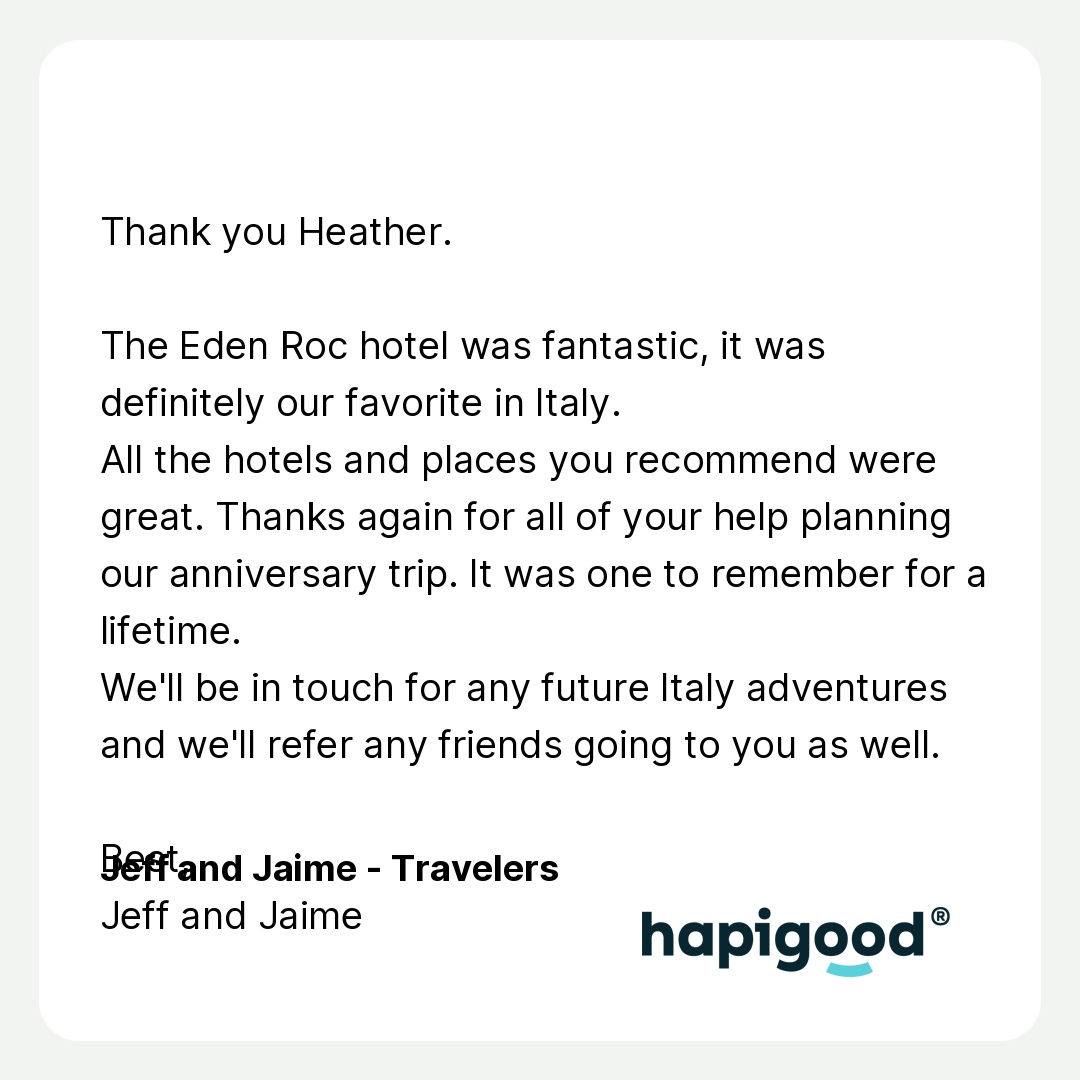 Thank you Heather.
The Eden Roc hotel was fantastic, it was
definitely our favorite in Italy.
All the hotels and places you recommend were
great. Thanks again for all of your help planning
our anniversary trip. It was one to remember for a
lifetime.
We'll be in touch for any future Italy adventures
and we'll refer any friends going to you as well.
Best,
Jeff and Jaime - Travelers
Jeff and Jaime
hapigood®